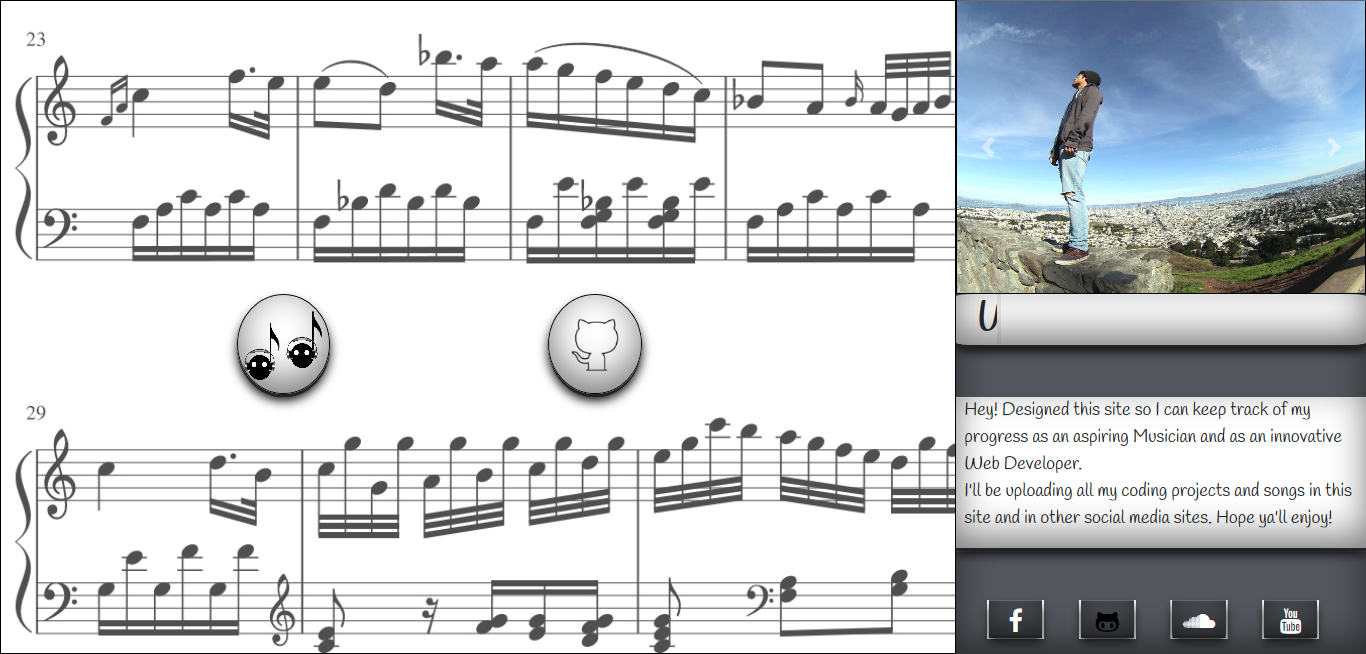 23
29
U
Hey! Designed this site so I can keep track of my
progress as an aspiring Musician and as an innovative
Web Developer.
I'll be uploading all my coding projects and songs in this
site and in other social media sites. Hope ya'll enjoy!
f
You
Tube